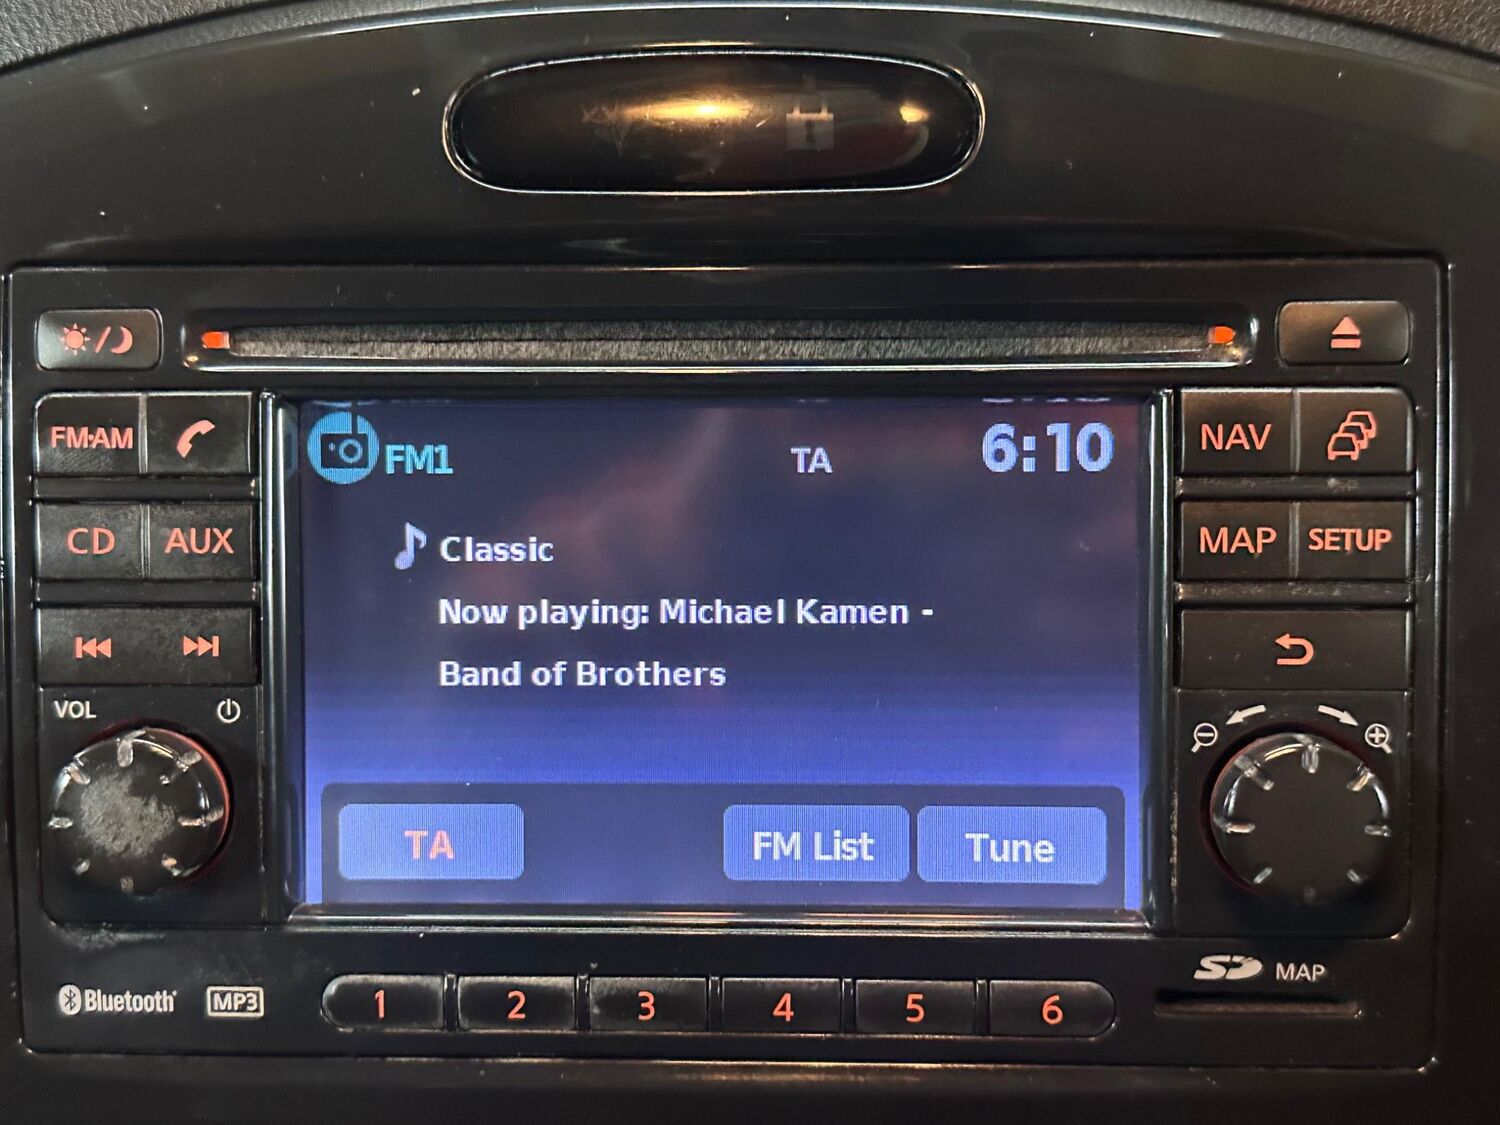 FM·AM
CD AUX
VOL
FM1 TA 6:10
Classic
Now playing: Michael Kamen -
Band of Brothers
TA FM List Tune
NAV
MAP SETUP
Bluetooth MP3 1 2 3 4 5 6 SD MAP